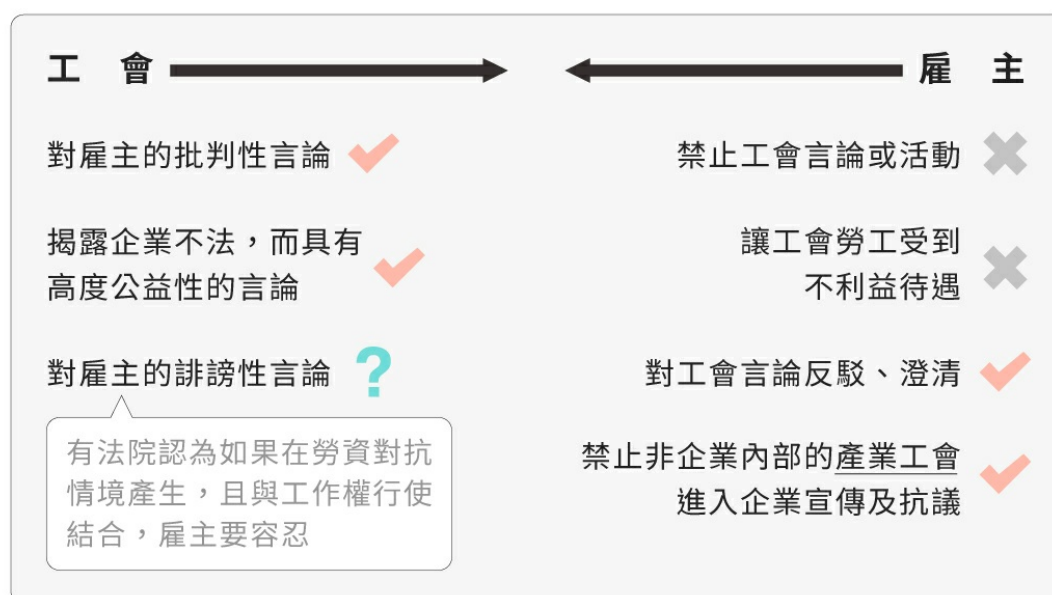 工 會
對雇主的批判性言論
揭露企業不法，而具有
高度公益性的言論
對雇主的誹謗性言論 ?
有法院認為如果在勞資對抗
情境產生，且與工作權行使
結合，雇主要容忍
雇 主
禁止工會言論或活動
讓工會勞工受到
不利益待遇
對工會言論反駁、澄清
禁止非企業內部的產業工會
進入企業宣傳及抗議